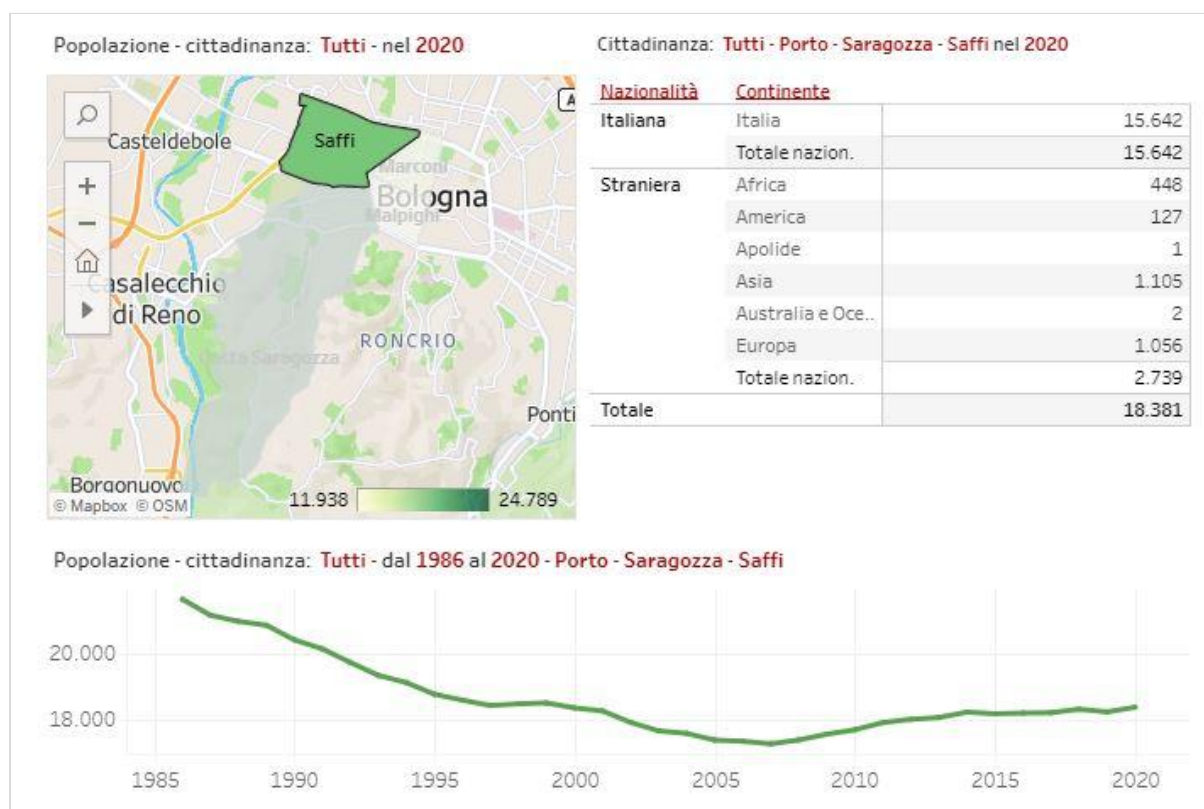 Popolazione - cittadinanza: Tutti - nel 2020
Casteldebole
Saffi
A
Marconi
Bologna
Malpighi
Casalecchio
di Reno
RONCRIO
Costa Saragozza
Ponti
Borgonuovo
© Mapbox © OSM
11.938 24.789
Cittadinanza: Tutti - Porto - Saragozza - Saffi nel 2020
Nazionalità Continente
Italiana Italia 15.642
Totale nazion. 15.642
Straniera Africa 448
America 127
Apolide 1
Asia 1.105
Australia e Oce.. 2
Europa 1.056
Totale nazion. 2.739
Totale 18.381
Popolazione - cittadinanza: Tutti - dal 1986 al 2020 - Porto - Saragozza - Saffi
20.000
18.000
1985 1990 1995 2000 2005 2010 2015 2020